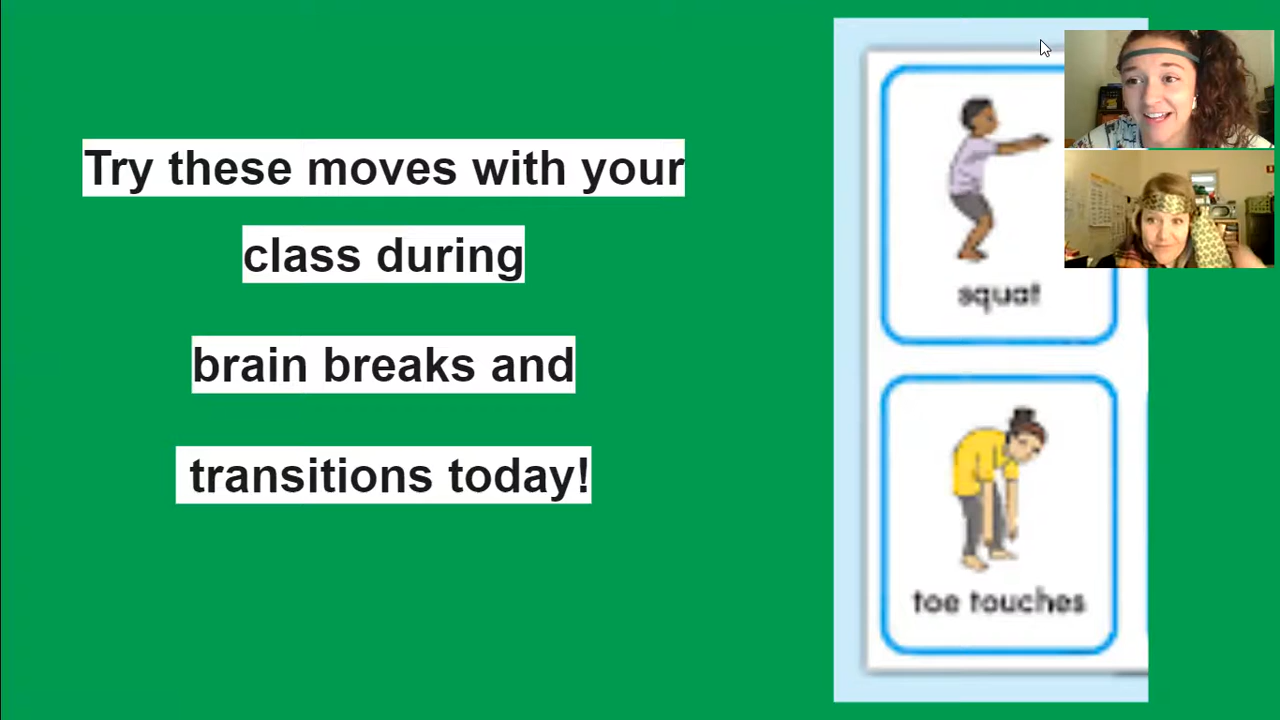 Try these moves with your
class during
brain breaks and
transitions today!
squat
toe touches